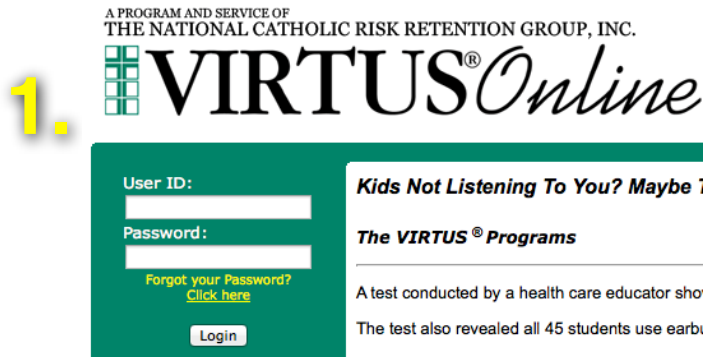 A PROGRAM AND SERVICE OF
THE NATIONAL CATHOLIC RISK RETENTION GROUP, INC.
VIRTUS® Online
1.
User ID:
Password:
Forgot your Password?
Click here
Login
Kids Not Listening To You? Maybe
The VIRTUS ® Programs
A test conducted by a health care educator
The test also revealed all 45 students use